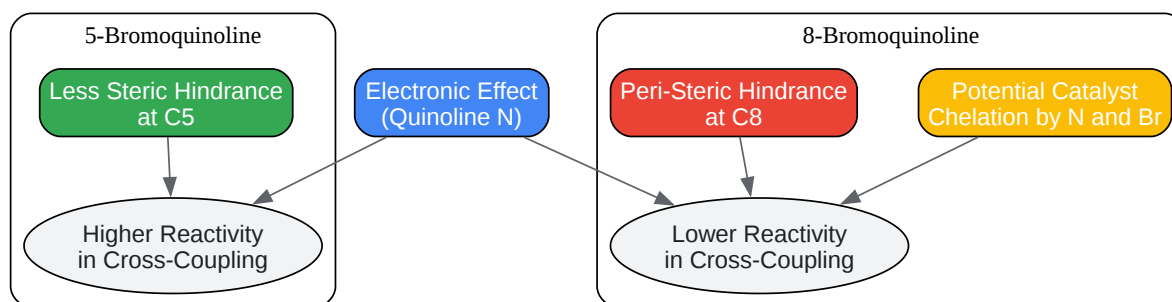 5-Bromoquinoline
8-Bromoquinoline
Less Steric Hindrance
at C5
Electronic Effect
(Quinoline N)
Peri-Steric Hindrance
at C8
Potential Catalyst
Chelation by N and Br
Higher Reactivity
in Cross-Coupling
Lower Reactivity
in Cross-Coupling